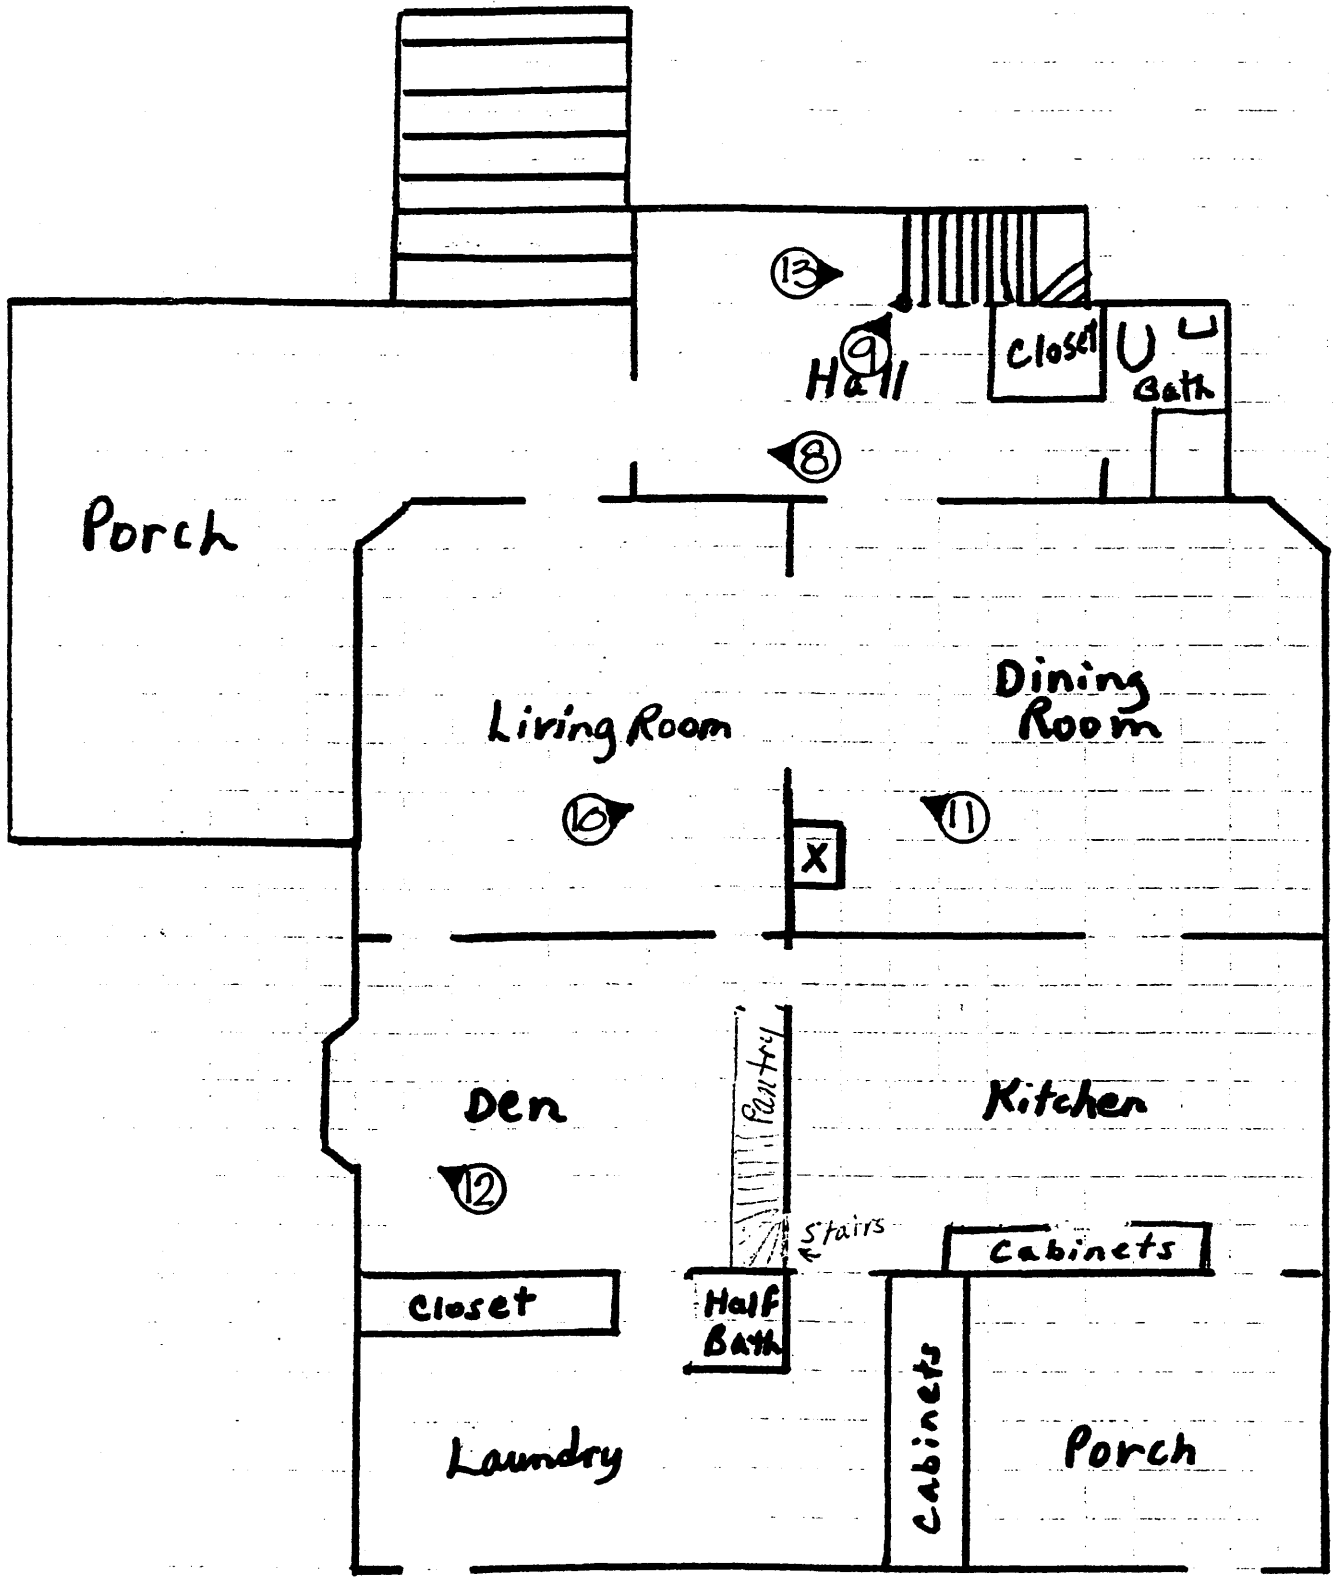 13
9
Closet
Hall
Bath
8
Porch
Dining
Room
Living Room
10
11
X
Pantry
Den
Kitchen
12
Stairs
Cabinets
Closet
Half
Bath
Cabinets
Laundry
Porch